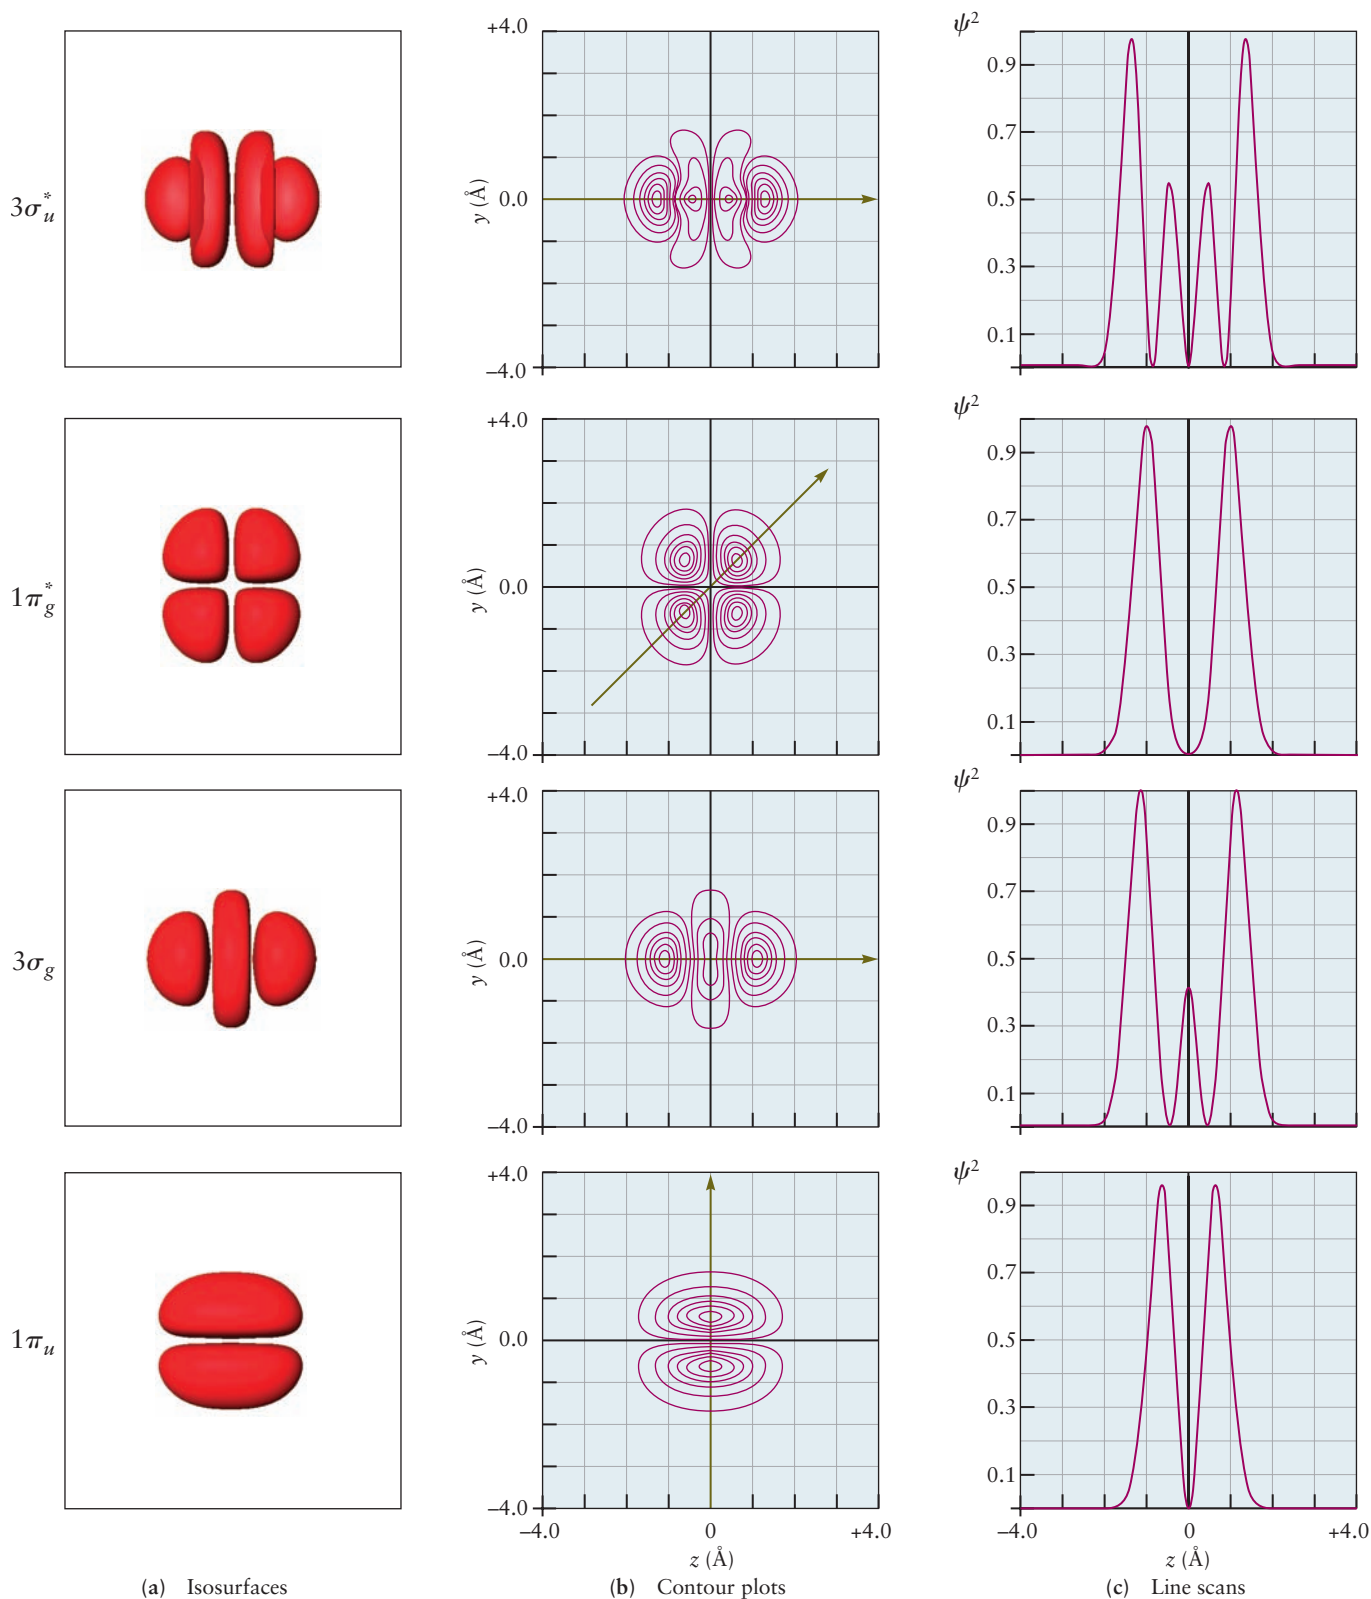 3σ*u
+4.0
y (Å)
0.0
−4.0
ψ²
0.9
0.7
0.5
0.3
0.1
1π*g
+4.0
y (Å)
0.0
−4.0
ψ²
0.9
0.7
0.5
0.3
0.1
3σg
+4.0
y (Å)
0.0
−4.0
ψ²
0.9
0.7
0.5
0.3
0.1
1πu
+4.0
y (Å)
0.0
−4.0
−4.0 0 +4.0
z (Å)
ψ²
0.9
0.7
0.5
0.3
0.1
−4.0 0 +4.0
z (Å)
(a) Isosurfaces
(b) Contour plots
(c) Line scans